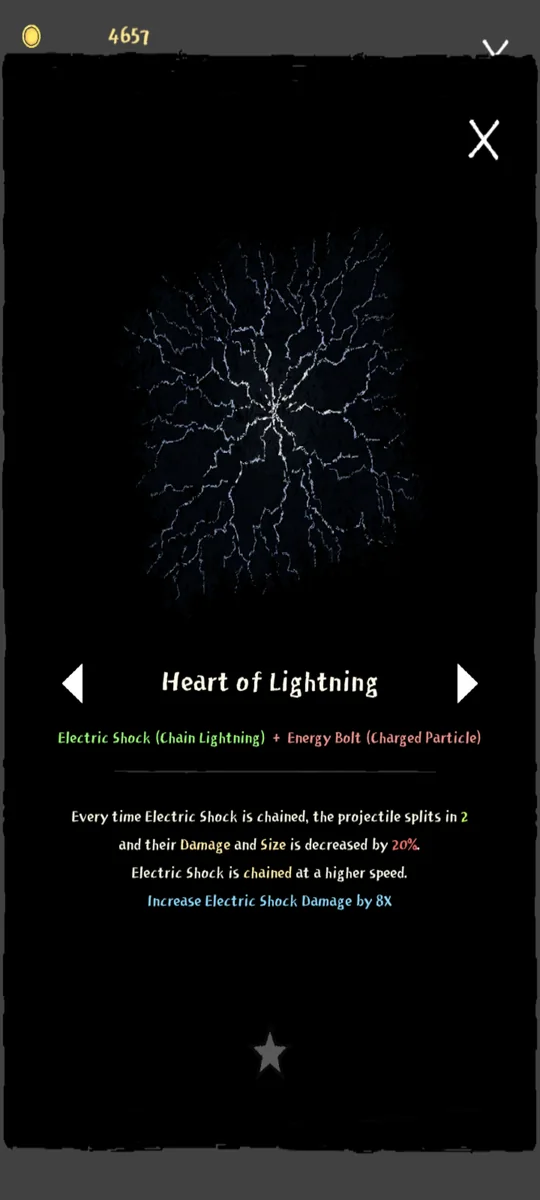 4657
X
Heart of Lightning
Electric Shock (Chain Lightning) + Energy Bolt (Charged Particle)
Every time Electric Shock is chained, the projectile splits in 2
and their Damage and Size is decreased by 20%.
Electric Shock is chained at a higher speed.
Increase Electric Shock Damage by 8X